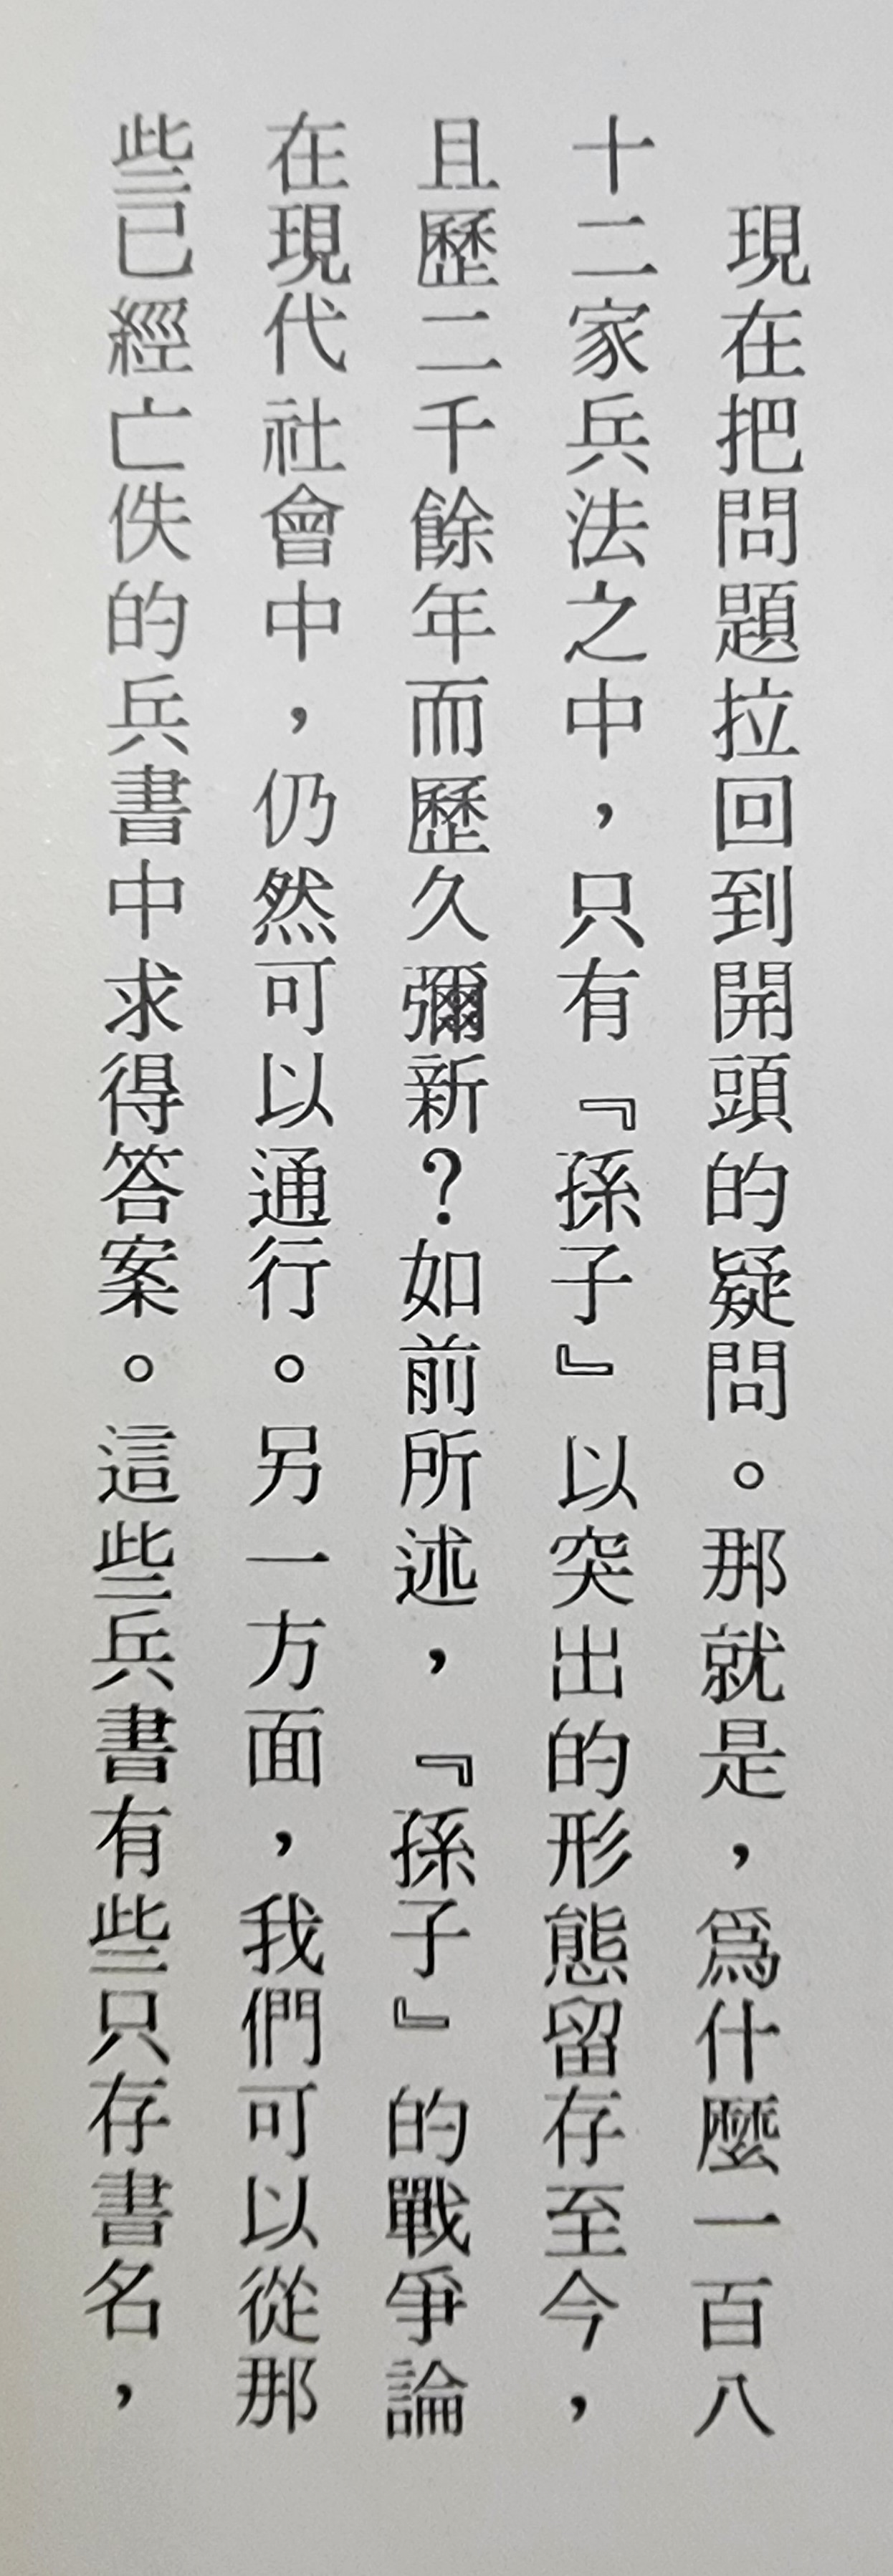 現在把問題拉回到開頭的疑問。那就是，爲什麼一百八
十二家兵法之中，只有『孫子』以突出的形態留存至今，
且歷二千餘年而歷久彌新？如前所述，『孫子』的戰爭論
在現代社會中，仍然可以通行。另一方面，我們可以從那
些已經亡佚的兵書中求得答案。這些兵書有些只存書名，